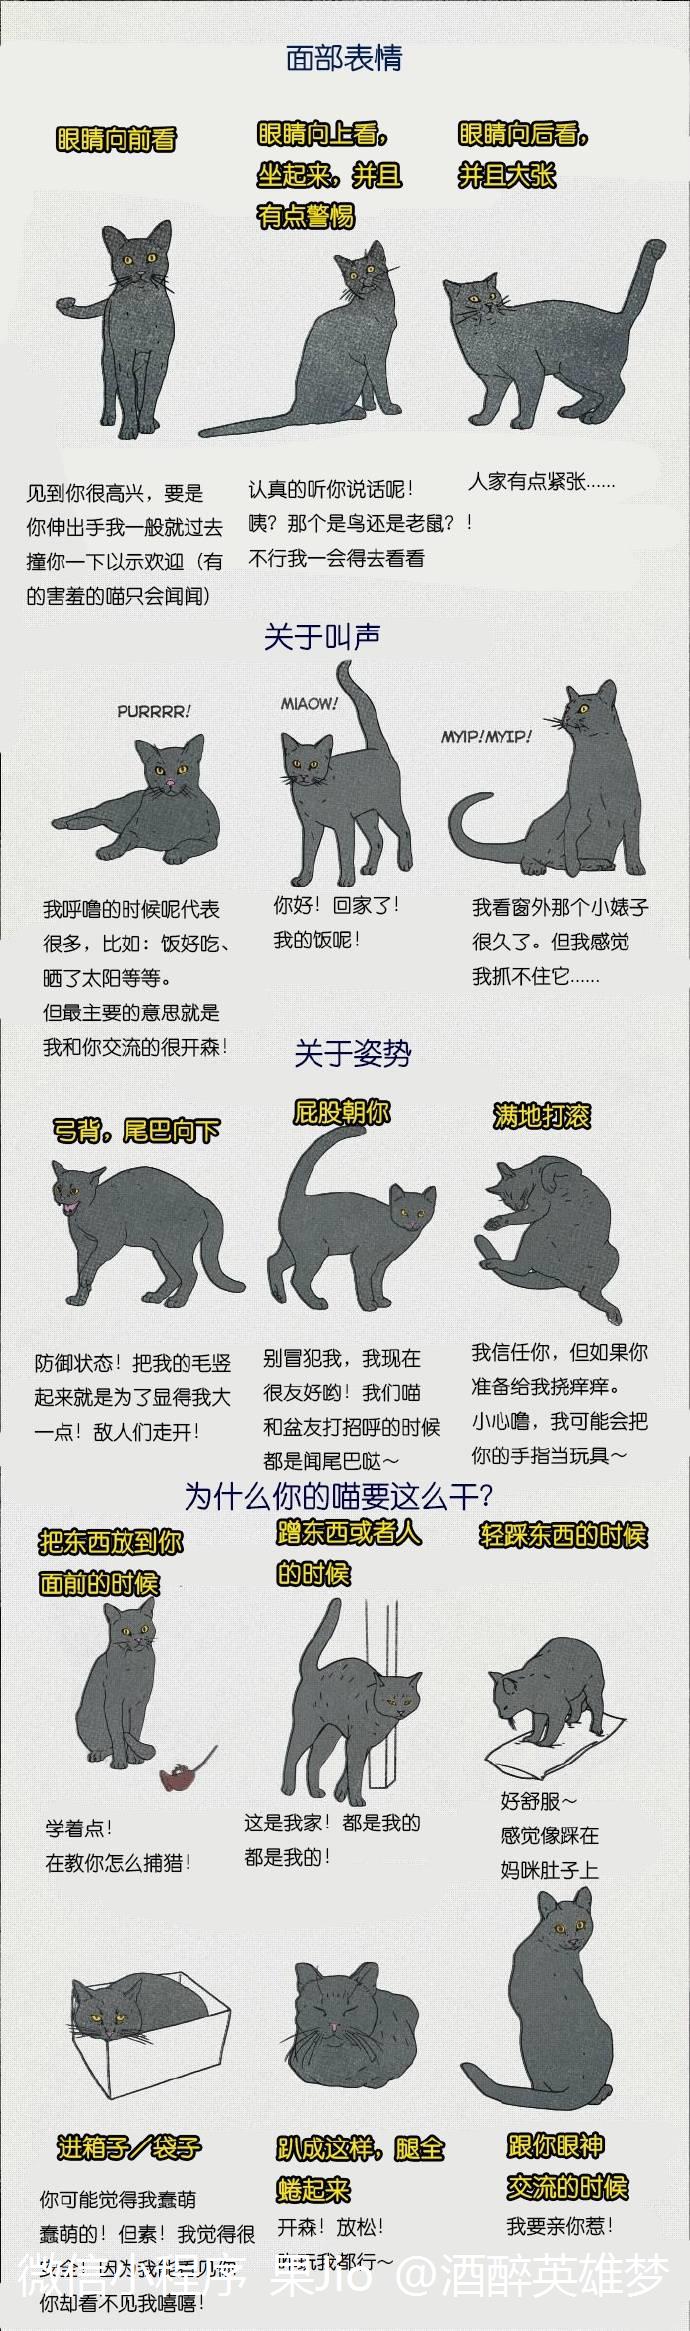 面部表情
眼睛向前看
眼睛向上看，
坐起来，并且
有点警惕
眼睛向后看，
并且大张
见到你很高兴，要是
你伸出手我一般就过去
撞你一下以示欢迎（有
的害羞的喵只会闻闻）
认真的听你说话呢！
咦？那个是鸟还是老鼠？！
不行我一会得去看看
人家有点紧张......
关于叫声
PURRRR!
MIAOW!
MYIP!MYIP!
我呼噜的时候呢代表
很多，比如：饭好吃、
晒了太阳等等。
但最主要的意思就是
我和你交流的很开森！
你好！回家了！
我的饭呢！
我看窗外那个小婊子
很久了。但我感觉
我抓不住它......
关于姿势
弓背，尾巴向下
屁股朝你
满地打滚
防御状态！把我的毛竖
起来就是为了显得我大
一点！敌人们走开！
别冒犯我，我现在
很友好哟！我们喵
和盆友打招呼的时候
都是闻尾巴哒～
我信任你，但如果你
准备给我挠痒痒。
小心噜，我可能会把
你的手指当玩具～
为什么你的喵要这么干？
把东西放到你
面前的时候
蹭东西或者人
的时候
轻踩东西的时候
学着点！
在教你怎么捕猎！
这是我家！都是我的
都是我的！
好舒服～
感觉像踩在
妈咪肚子上
进箱子／袋子
趴成这样，腿全
蜷起来
跟你眼神
交流的时候
你可能觉得我蠢萌
蠢萌的！但素！我觉得很
安全！因为我能看见你
你却看不见我嘻嘻！
开森！放松！
我都行～
我要亲你惹！
微信小程序 果Jio @酒醉英雄梦